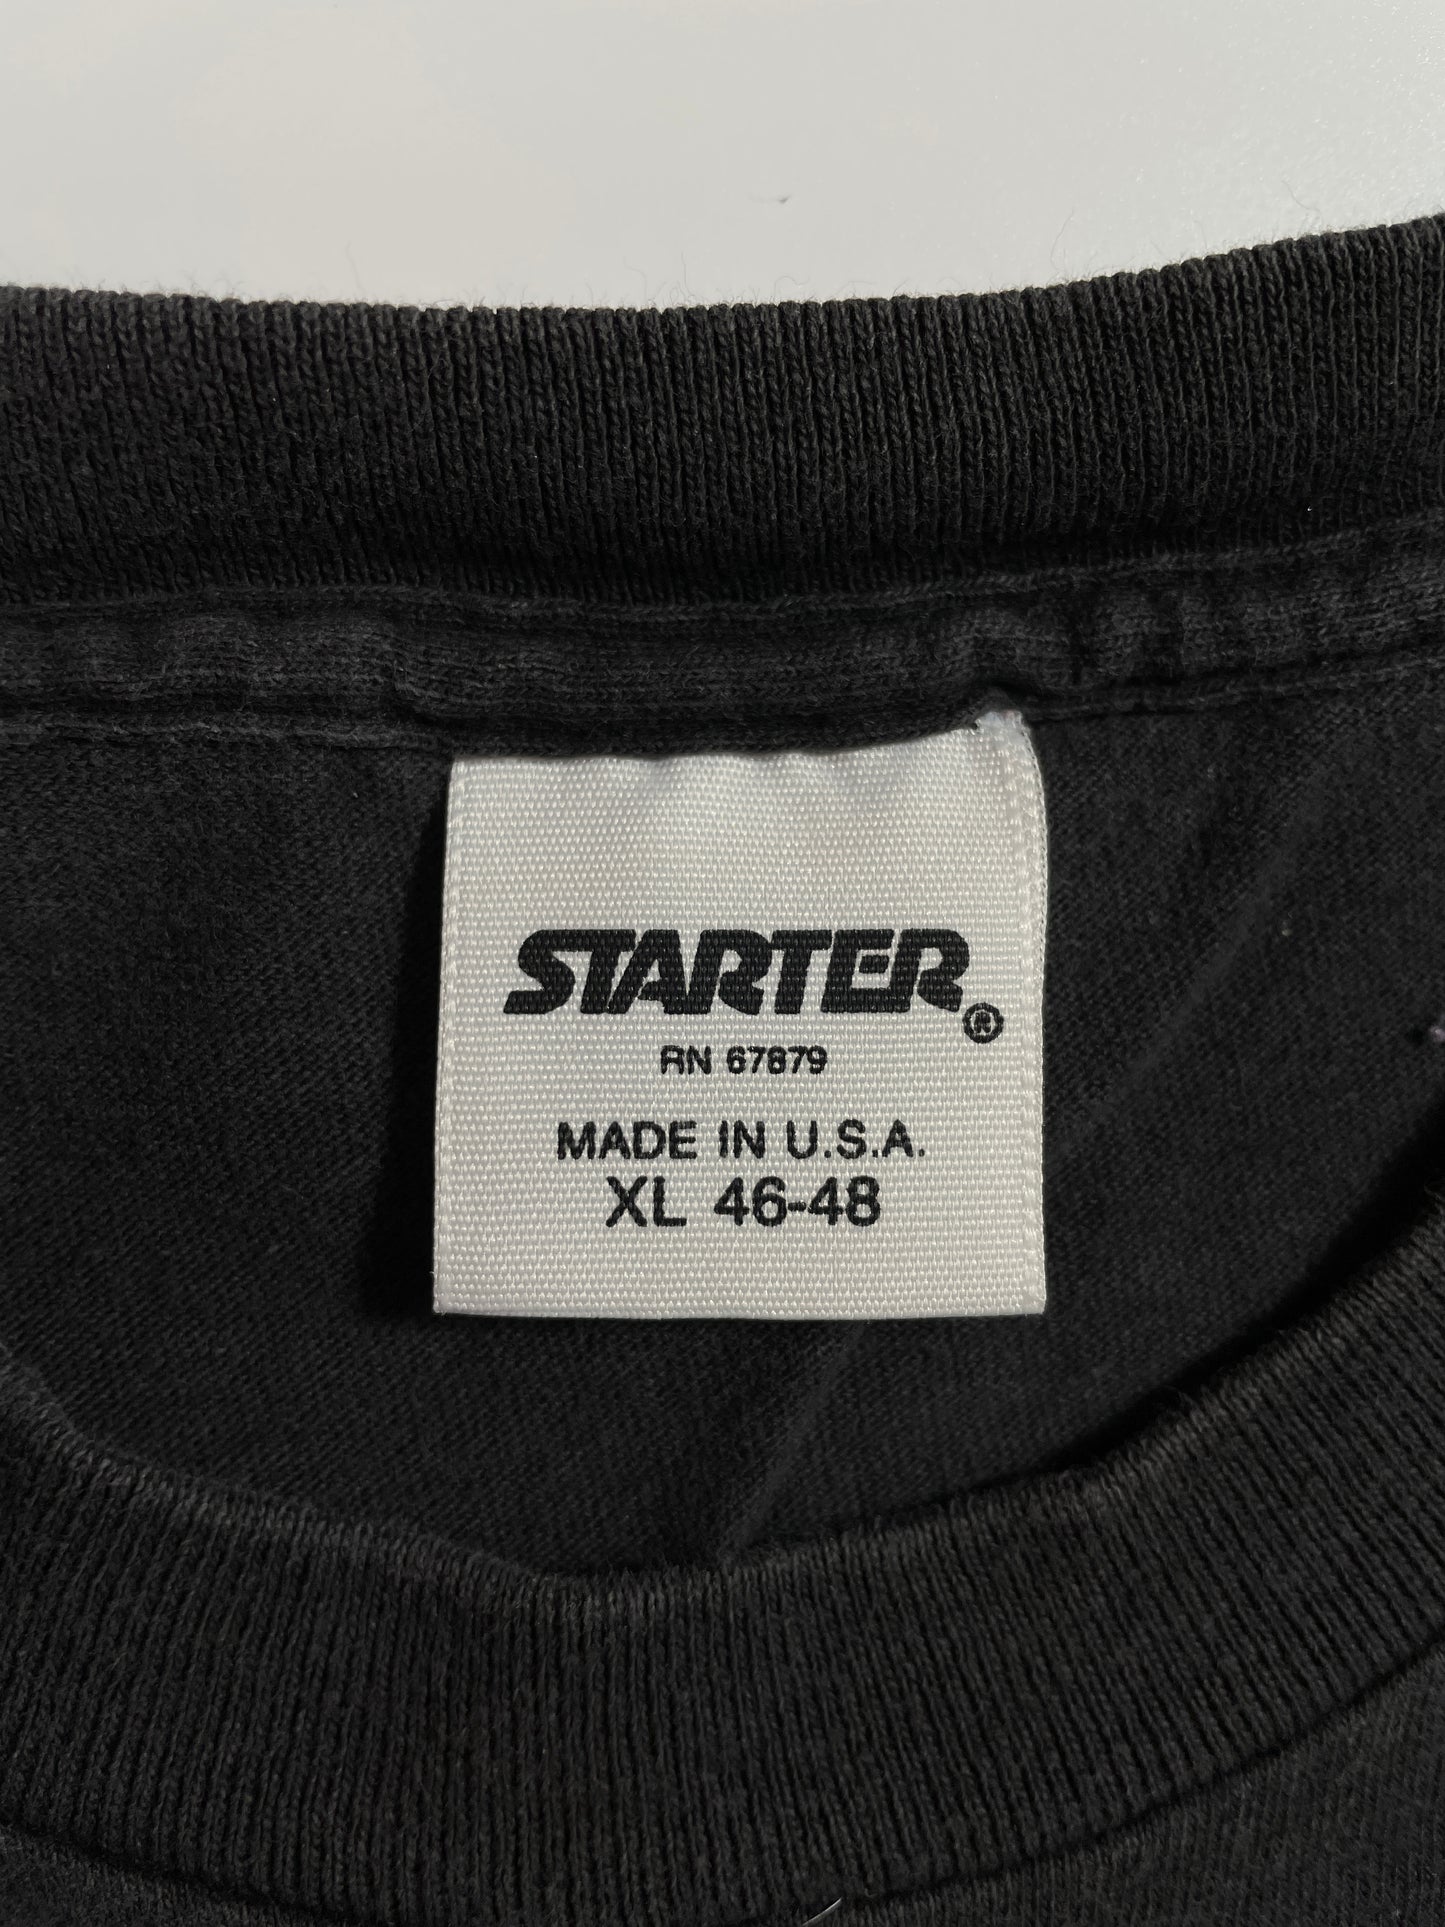 STARTER®
RN 67879
MADE IN U.S.A.
XL 46-48